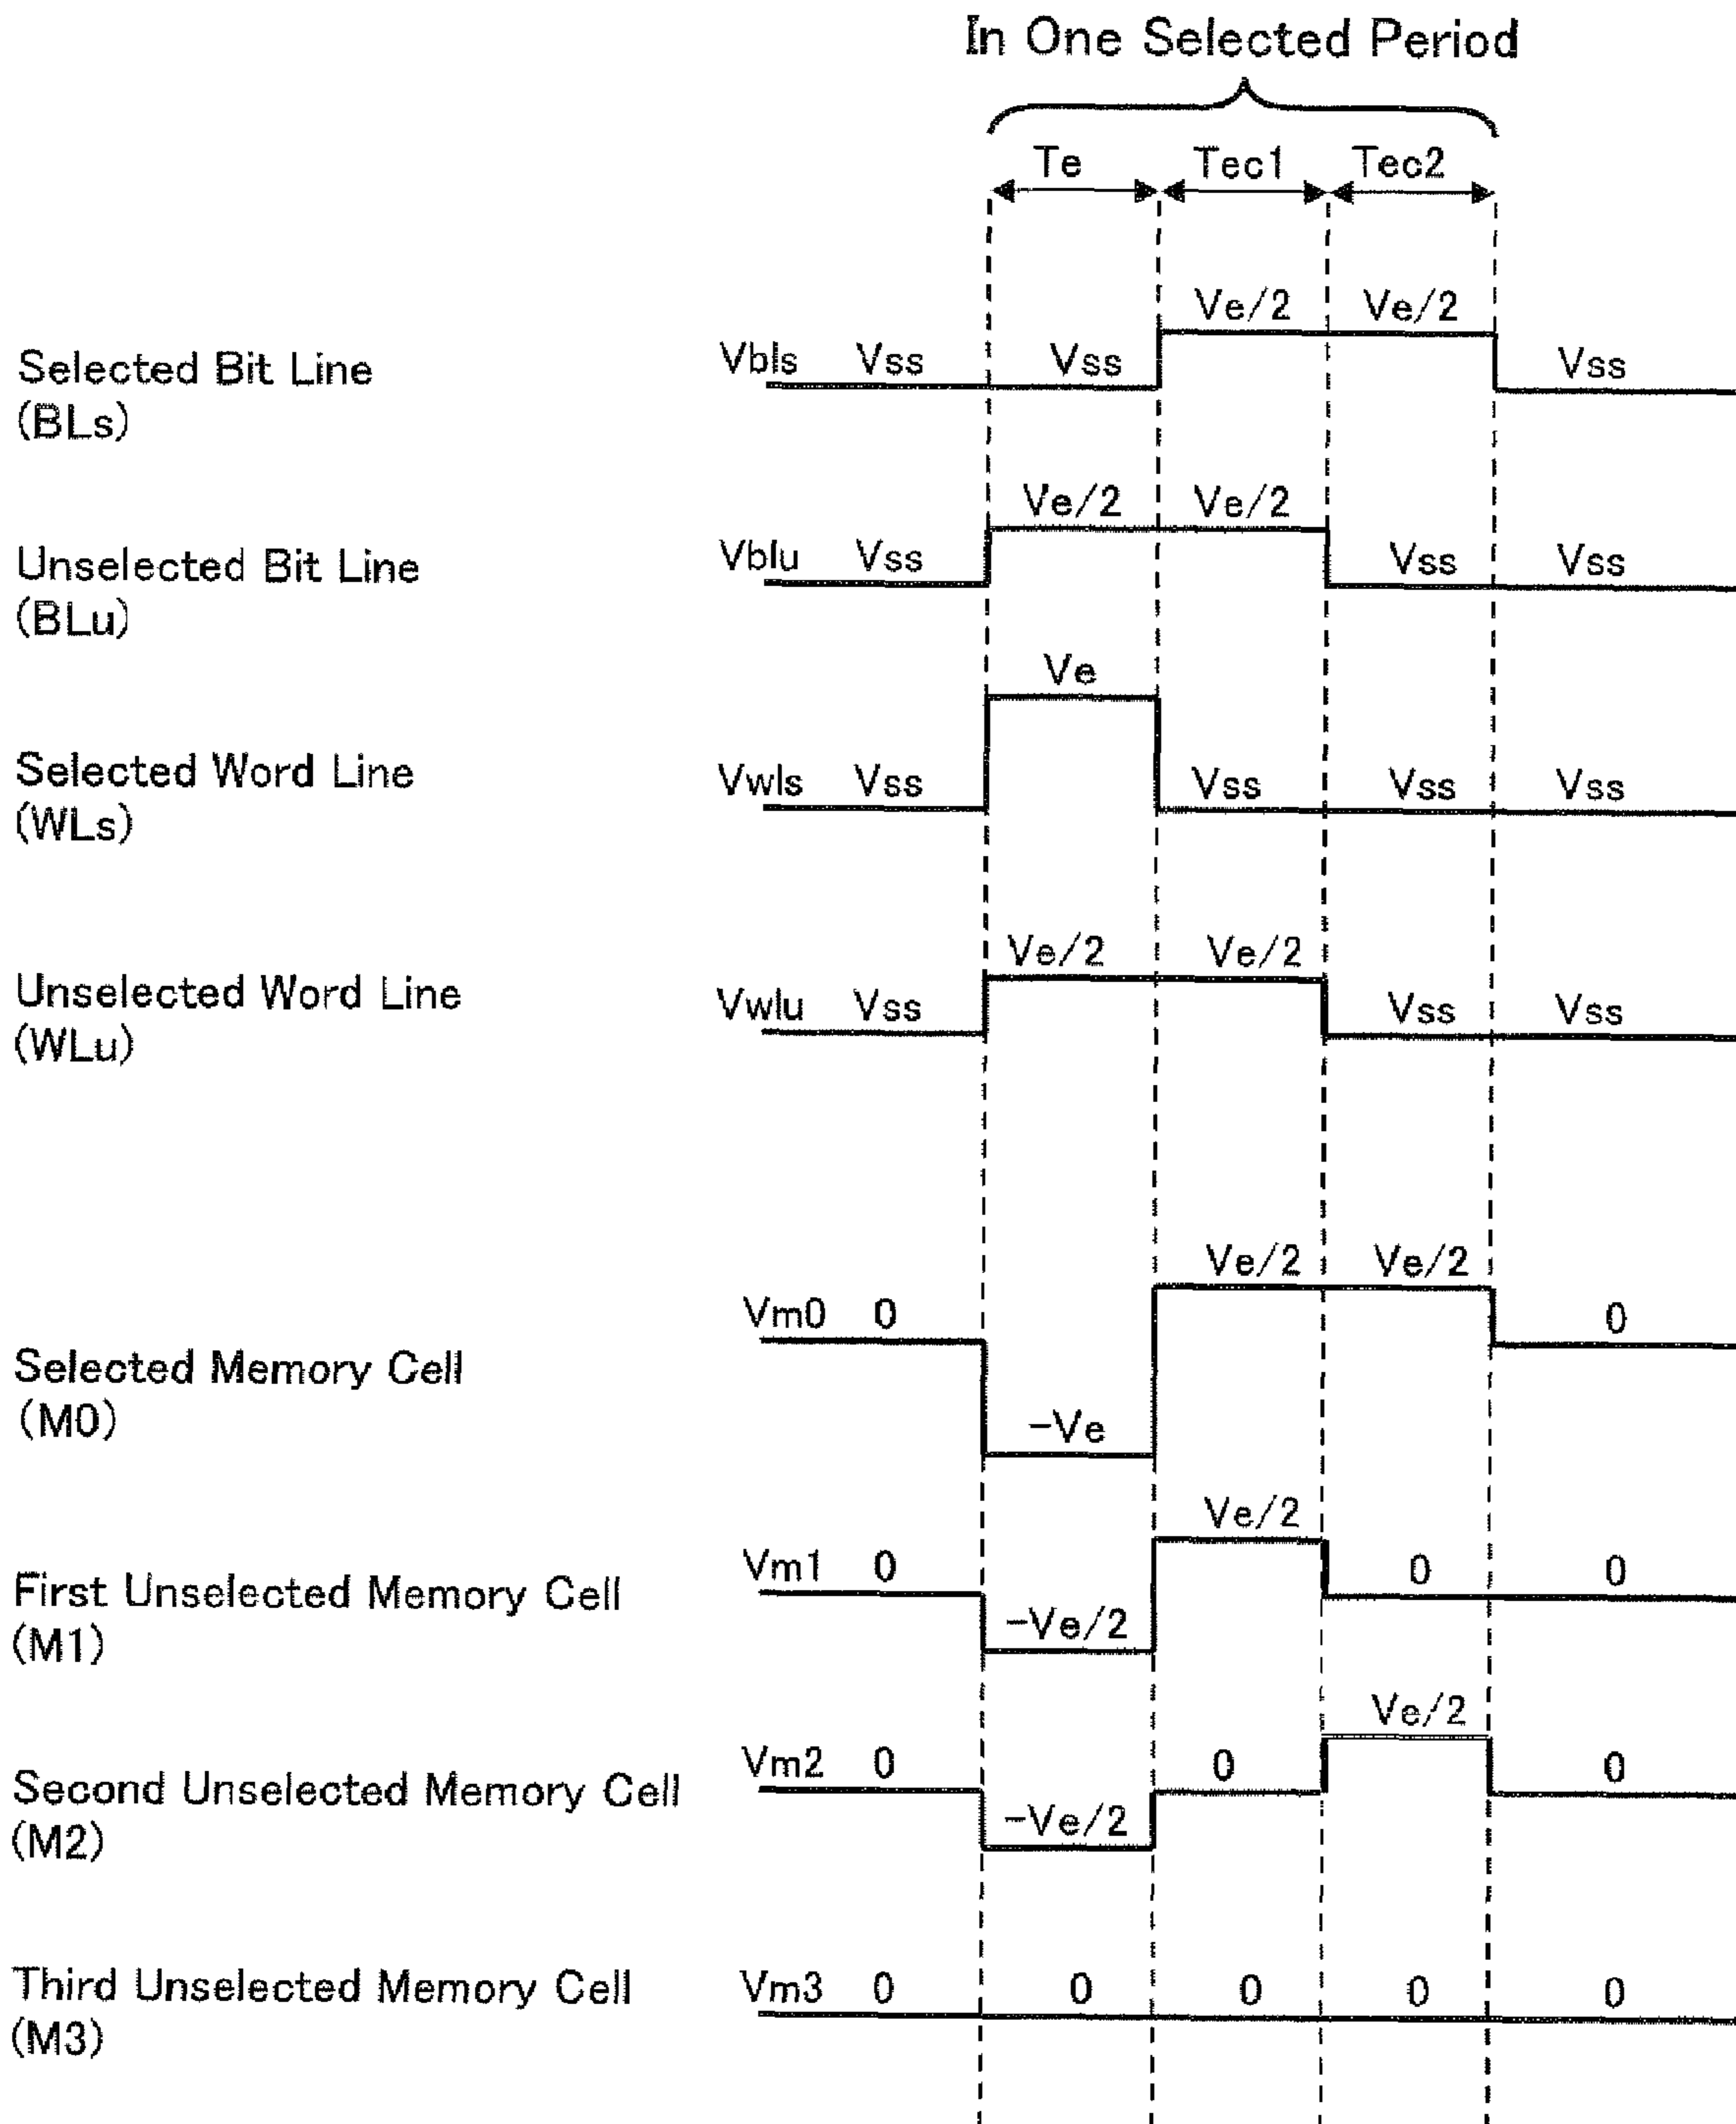 In One Selected Period
Te Tec1 Tec2
Ve/2 Ve/2
Selected Bit Line Vbls Vss Vss Vss
(BLs)
Ve/2 Ve/2
Unselected Bit Line Vblu Vss Vss Vss
(BLu)
Ve
Selected Word Line Vwls Vss Vss Vss Vss
(WLs)
Ve/2 Ve/2
Unselected Word Line Vwlu Vss Vss Vss
(WLu)
Ve/2 Ve/2
Vm0 0 0
Selected Memory Cell
(M0) -Ve
Ve/2
Vm1 0 0 0
First Unselected Memory Cell -Ve/2
(M1)
Ve/2
Vm2 0 0 0
Second Unselected Memory Cell -Ve/2
(M2)
Third Unselected Memory Cell Vm3 0 0 0 0 0
(M3)